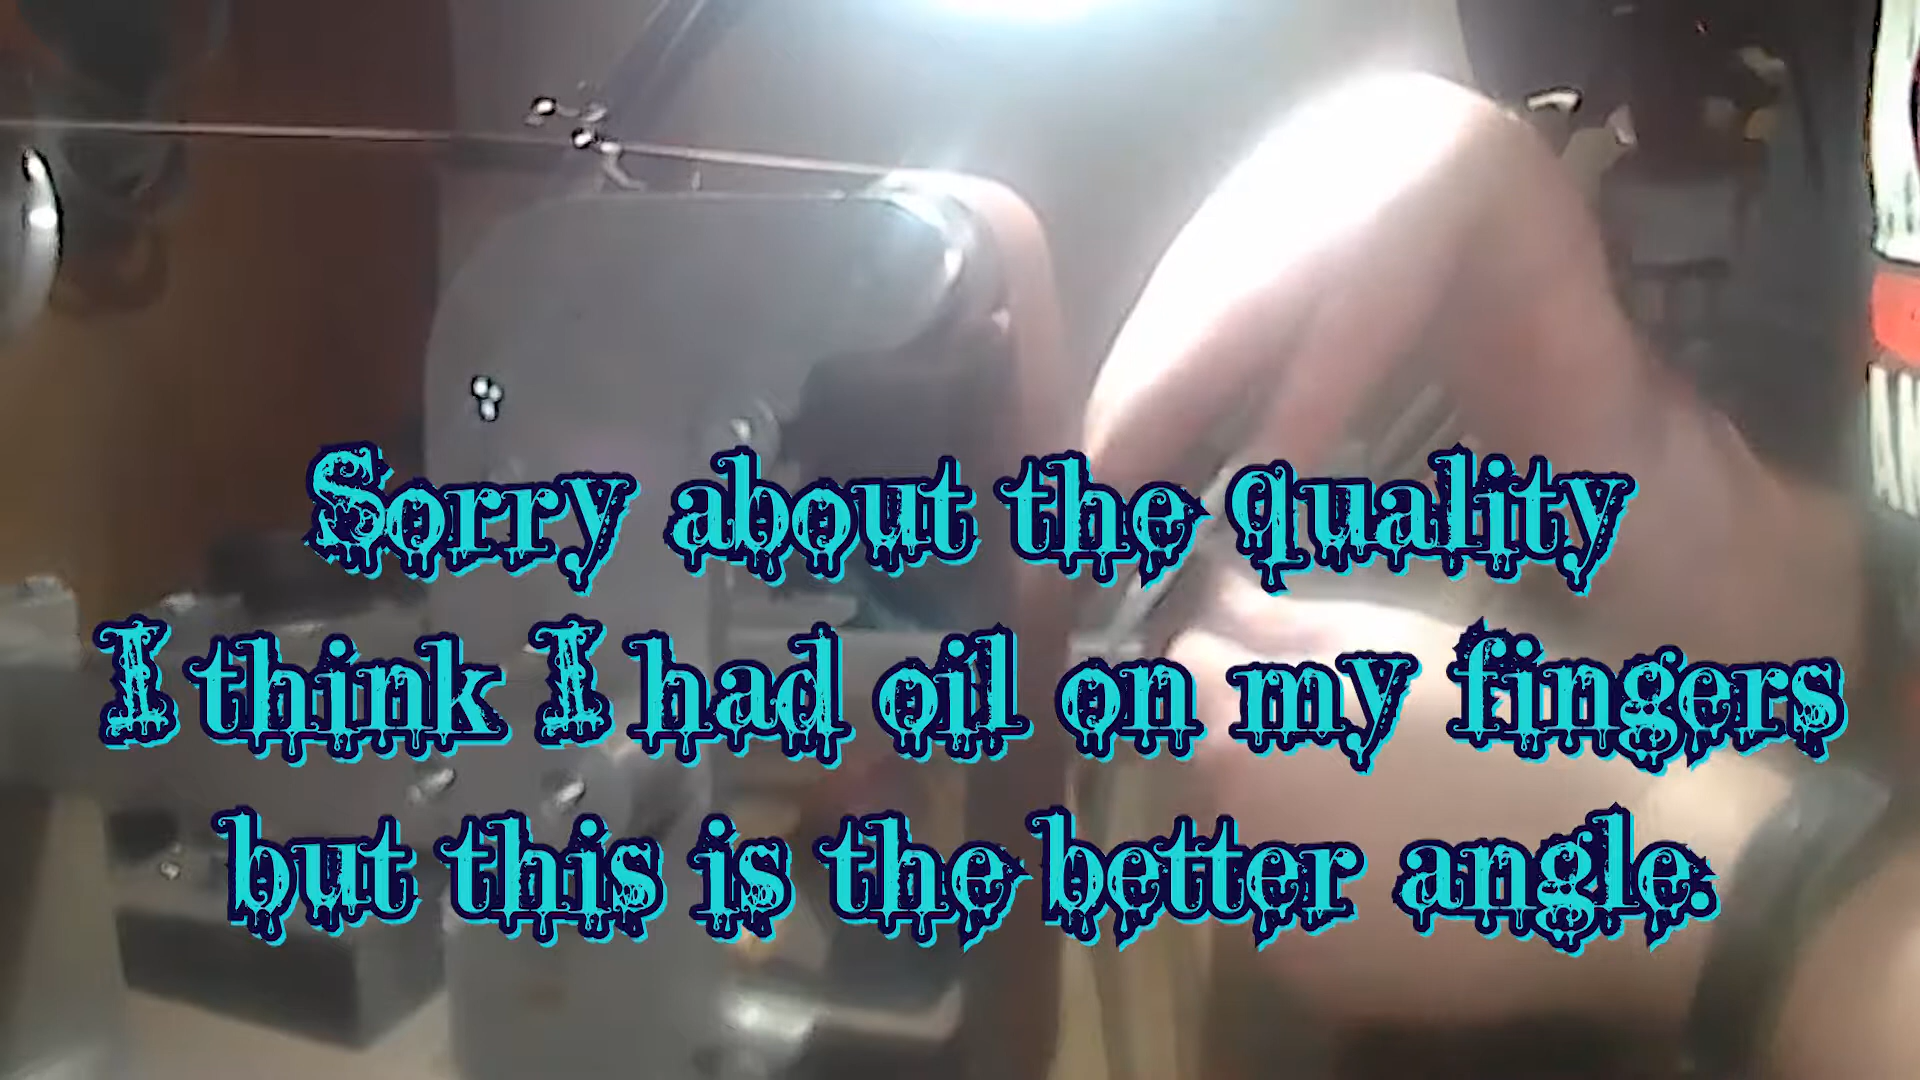 Sorry about the quality
I think I had oil on my fingers
but this is the better angle.